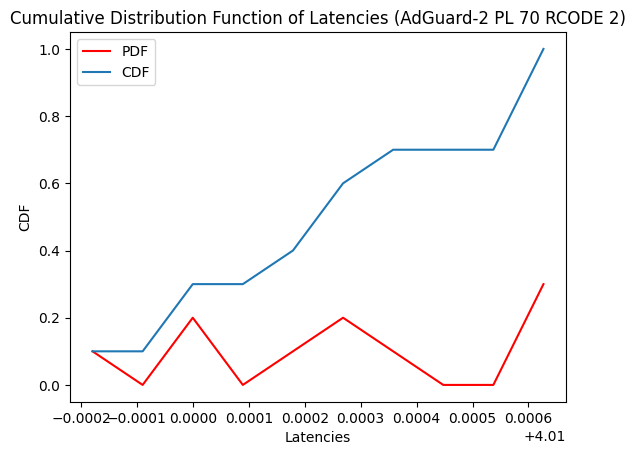 Cumulative Distribution Function of Latencies (AdGuard-2 PL 70 RCODE 2)
PDF
CDF
1.0
0.8
0.6
0.4
0.2
0.0
CDF
−0.0002 −0.0001 0.0000 0.0001 0.0002 0.0003 0.0004 0.0005 0.0006
Latencies
+4.01